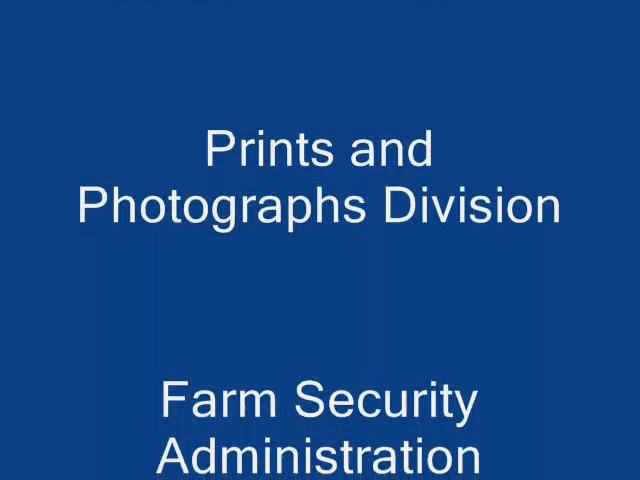 Prints and
Photographs Division
Farm Security
Administration